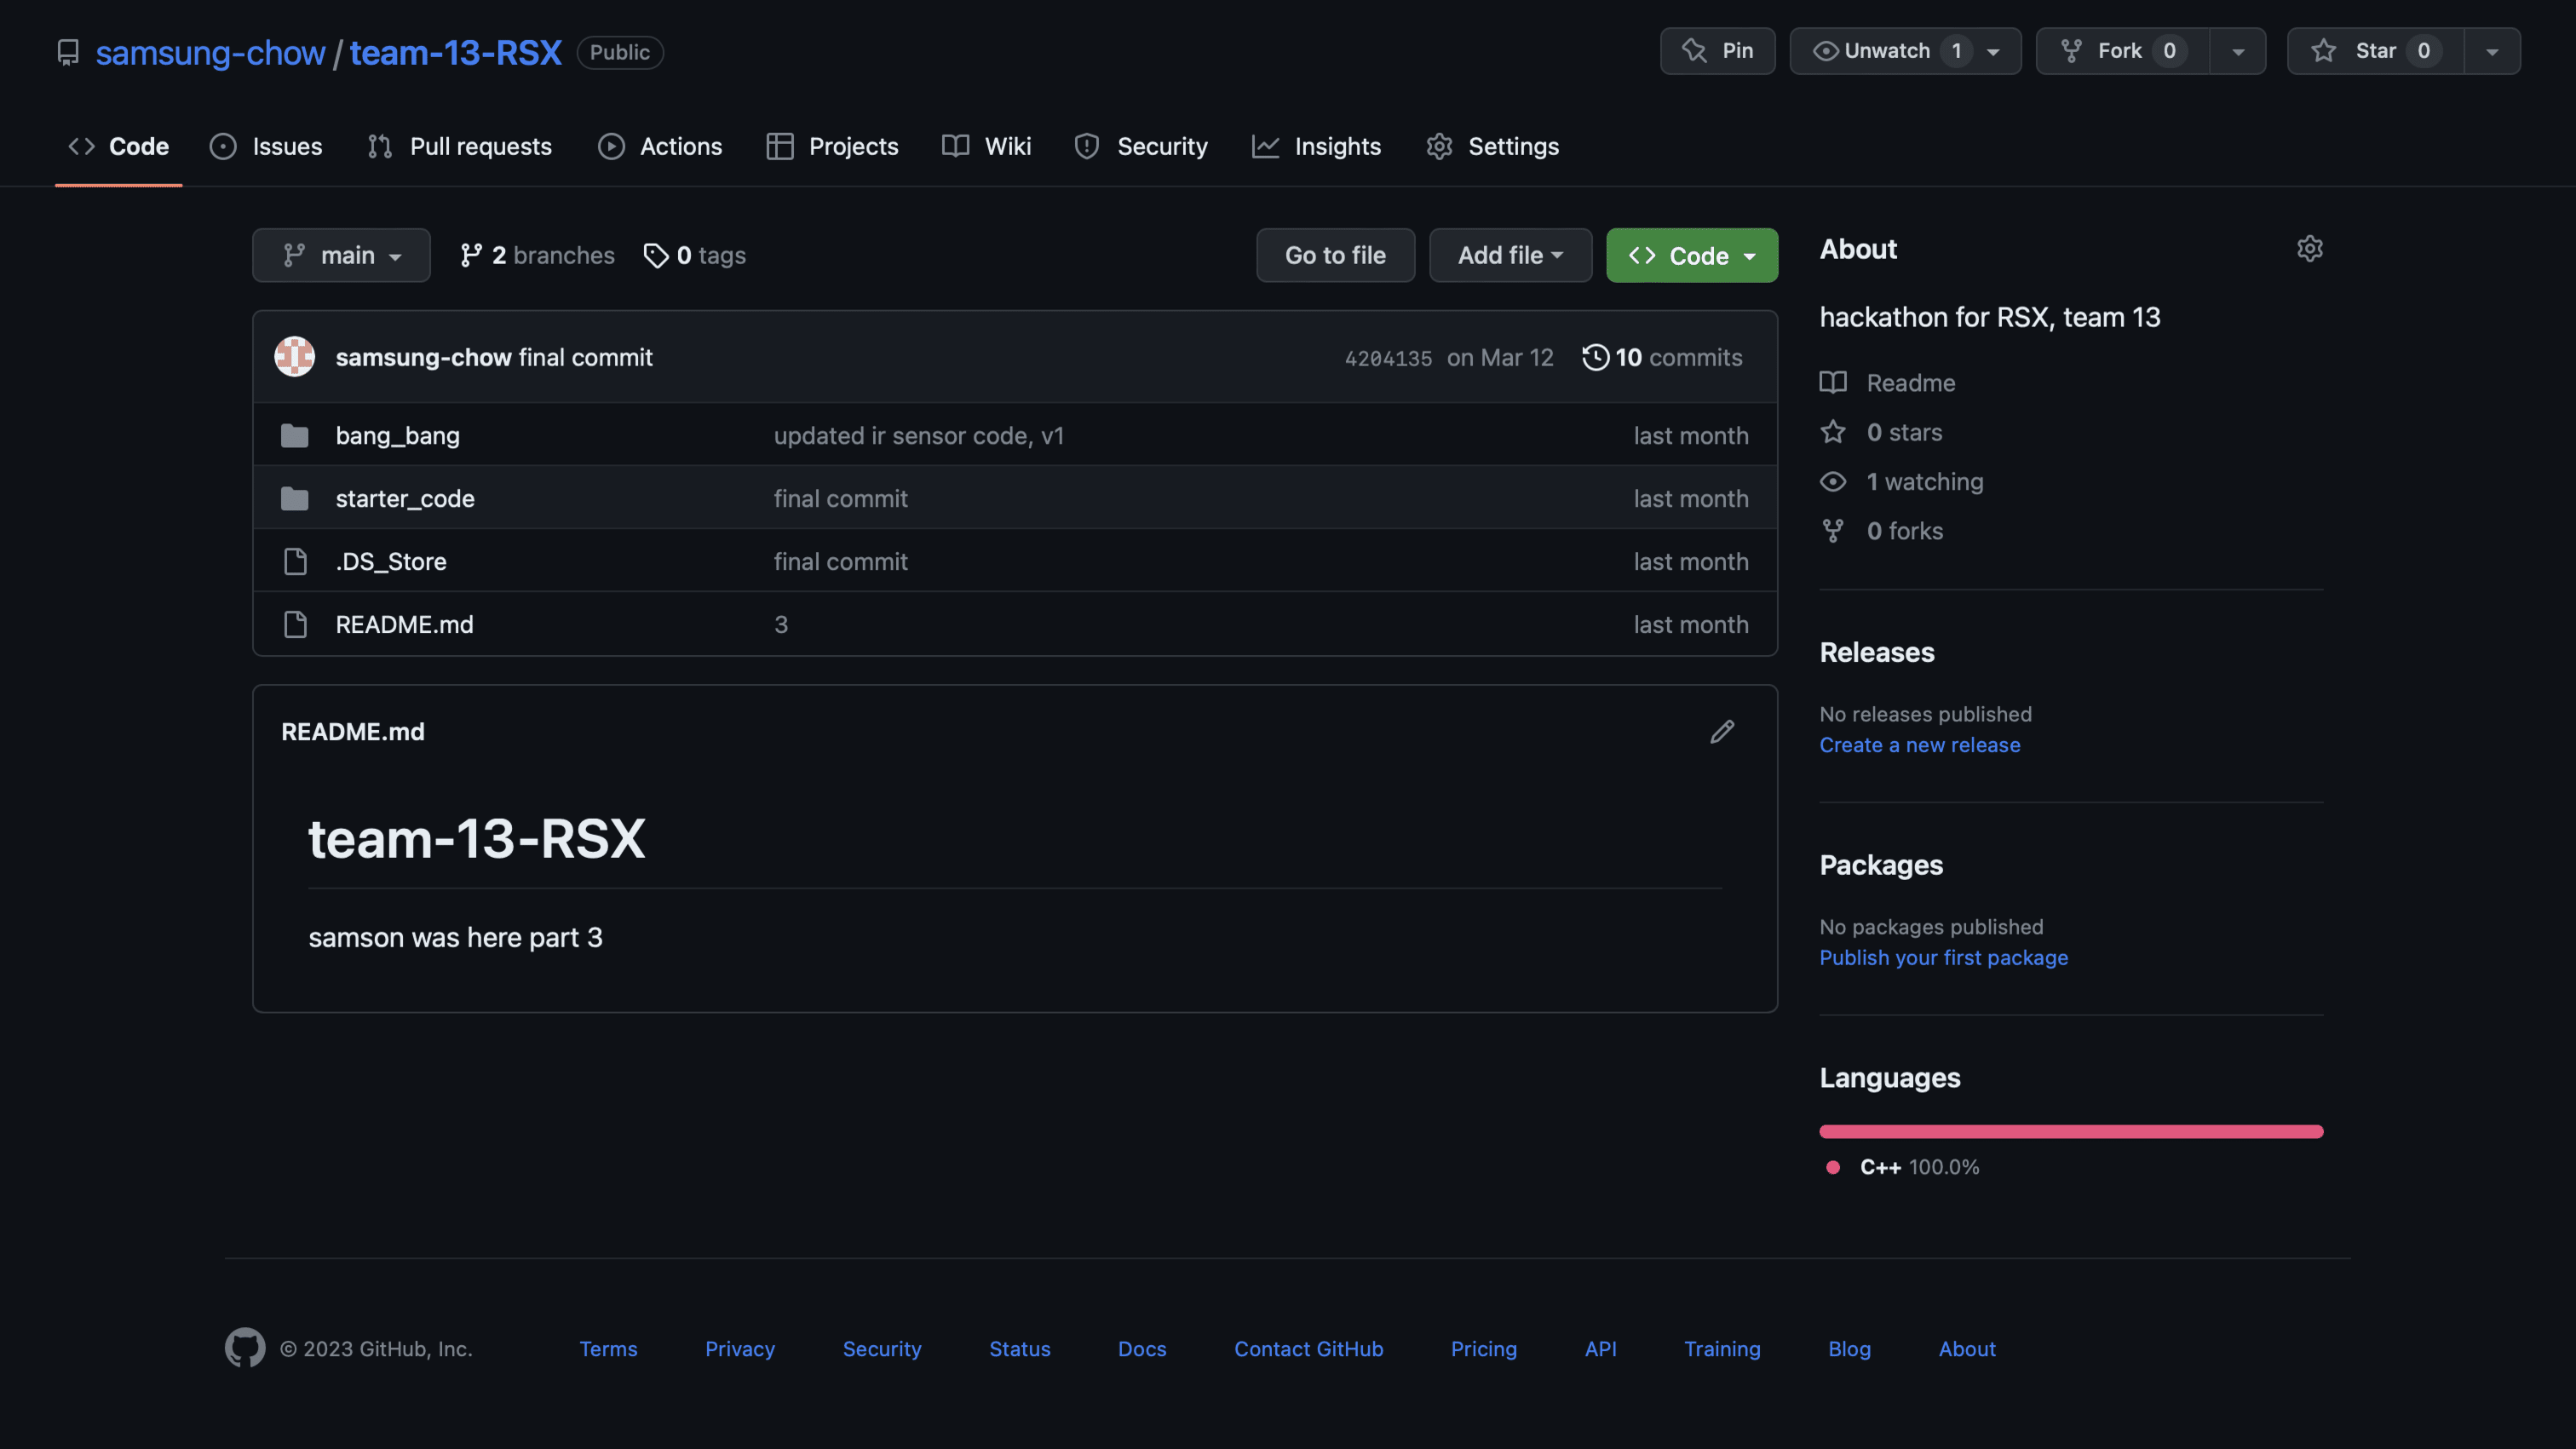 samsung-chow / team-13-RSX Public
Pin Unwatch 1 Fork 0 Star 0
Code Issues Pull requests Actions Projects Wiki Security Insights Settings
main 2 branches 0 tags Go to file Add file Code
samsung-chow final commit 4204135 on Mar 12 10 commits
bang_bang updated ir sensor code, v1 last month
starter_code final commit last month
.DS_Store final commit last month
README.md 3 last month
README.md
team-13-RSX
samson was here part 3
About
hackathon for RSX, team 13
Readme
0 stars
1 watching
0 forks
Releases
No releases published
Create a new release
Packages
No packages published
Publish your first package
Languages
C++ 100.0%
© 2023 GitHub, Inc. Terms Privacy Security Status Docs Contact GitHub Pricing API Training Blog About